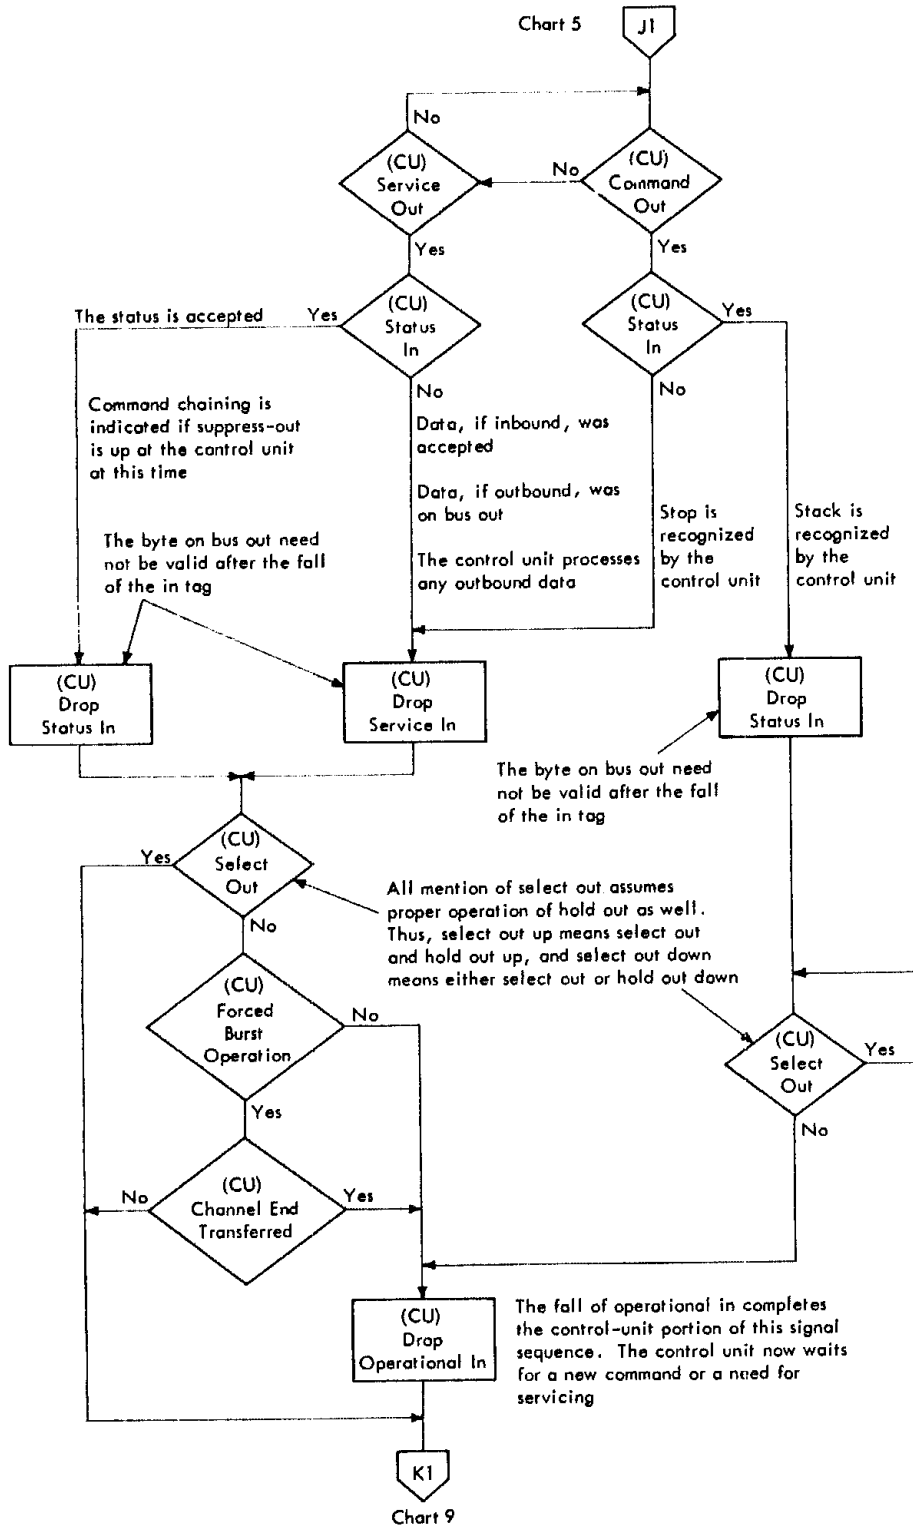 Chart 5
J1
No
(CU)
Service
Out
No
(CU)
Command
Out
Yes
Yes
The status is accepted
Yes
(CU)
Status
In
(CU)
Status
In
Yes
No
No
Command chaining is
indicated if suppress-out
is up at the control unit
at this time
Data, if inbound, was
accepted
Data, if outbound, was
on bus out
The control unit processes
any outbound data
Stop is
recognized
by the
control unit
Stack is
recognized
by the
control unit
The byte on bus out need
not be valid after the fall
of the in tag
(CU)
Drop
Status In
(CU)
Drop
Service In
(CU)
Drop
Status In
The byte on bus out need
not be valid after the fall
of the in tag
Yes
(CU)
Select
Out
No
All mention of select out assumes
proper operation of hold out as well.
Thus, select out up means select out
and hold out up, and select out down
means either select out or hold out down
(CU)
Forced
Burst
Operation
No
Yes
(CU)
Select
Out
Yes
No
No
(CU)
Channel End
Transferred
Yes
(CU)
Drop
Operational In
The fall of operational in completes
the control-unit portion of this signal
sequence. The control unit now waits
for a new command or a need for
servicing
K1
Chart 9